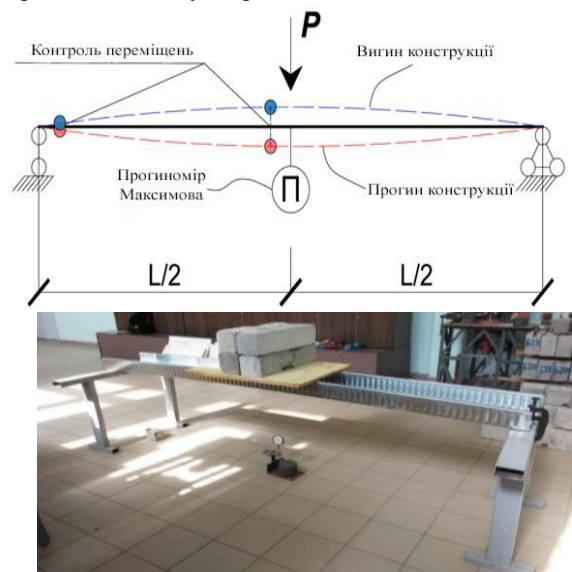 P
Контроль переміщень
Вигин конструкції
Прогиномір
Максимова
П
Прогин конструкції
L/2
L/2